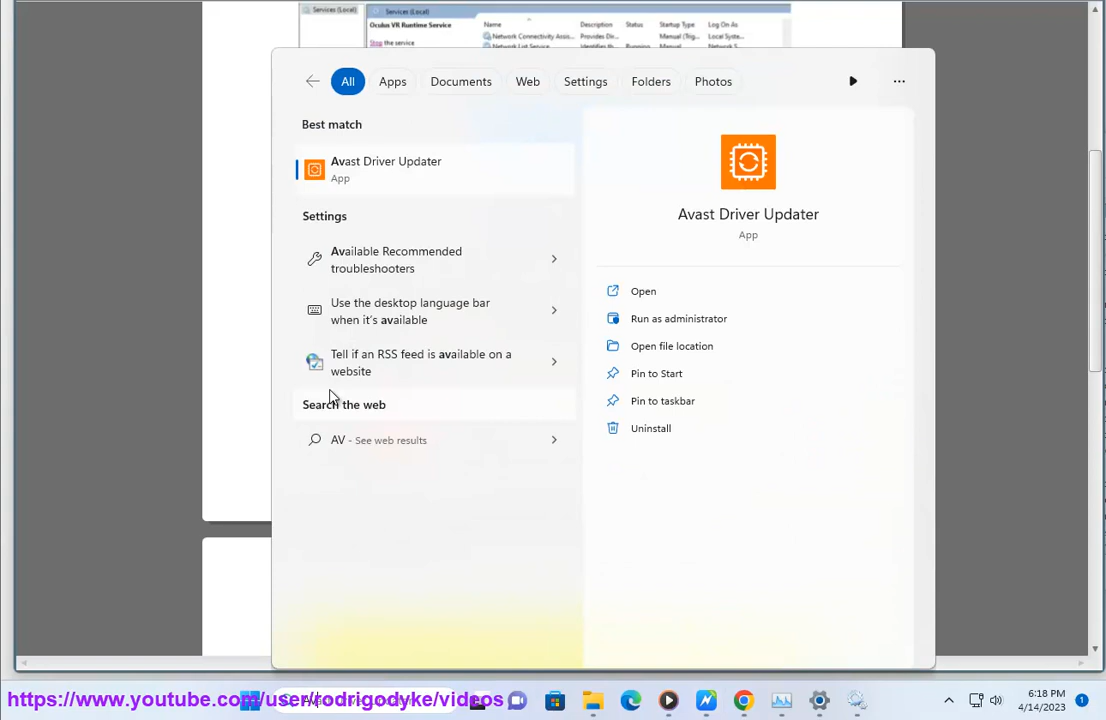 Services (Local)
Services (Local)
Oculus VR Runtime Service
Name
Description
Status
Startup Type
Log On As
Stop the service
Network Connectivity Assis...
Provides Dir...
Manual (Trig...
Local Syste...
Network List Service
Identifies th...
Manual
All
Apps
Documents
Web
Settings
Folders
Photos
Best match
Avast Driver Updater
App
Settings
Available Recommended
troubleshooters
Use the desktop language bar
when it's available
Tell if an RSS feed is available on a
website
Search the web
AV - See web results
Avast Driver Updater
App
Open
Run as administrator
Open file location
Pin to Start
Pin to taskbar
Uninstall
https://www.youtube.com/user/rodrigodyke/videos
6:18 PM
4/14/2023
1